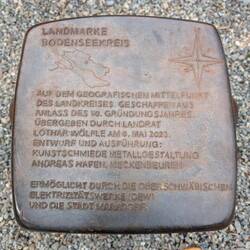 LANDMARKE
BODENSEEKREIS
AUF DEM GEOGRAFISCHEN MITTELPUNKT
DES LANDKREISES. GESCHAFFEN AUS
ANLASS DES 50. GRÜNDUNGSJAHRES.
ÜBERGEBEN DURCH LANDRAT
LOTHAR WÖLFLE AM 6. MAI 2023
ENTWURF UND AUSFÜHRUNG:
KUNSTSCHMIEDE METALLGESTALTUNG
ANDREAS HAFEN, MECKENBEUREN
ERMÖGLICHT DURCH DIE OBERSCHWÄBISCHEN
ELEKTRIZITÄTSWERKE (OEW)
UND DIE STADT MARKDORF